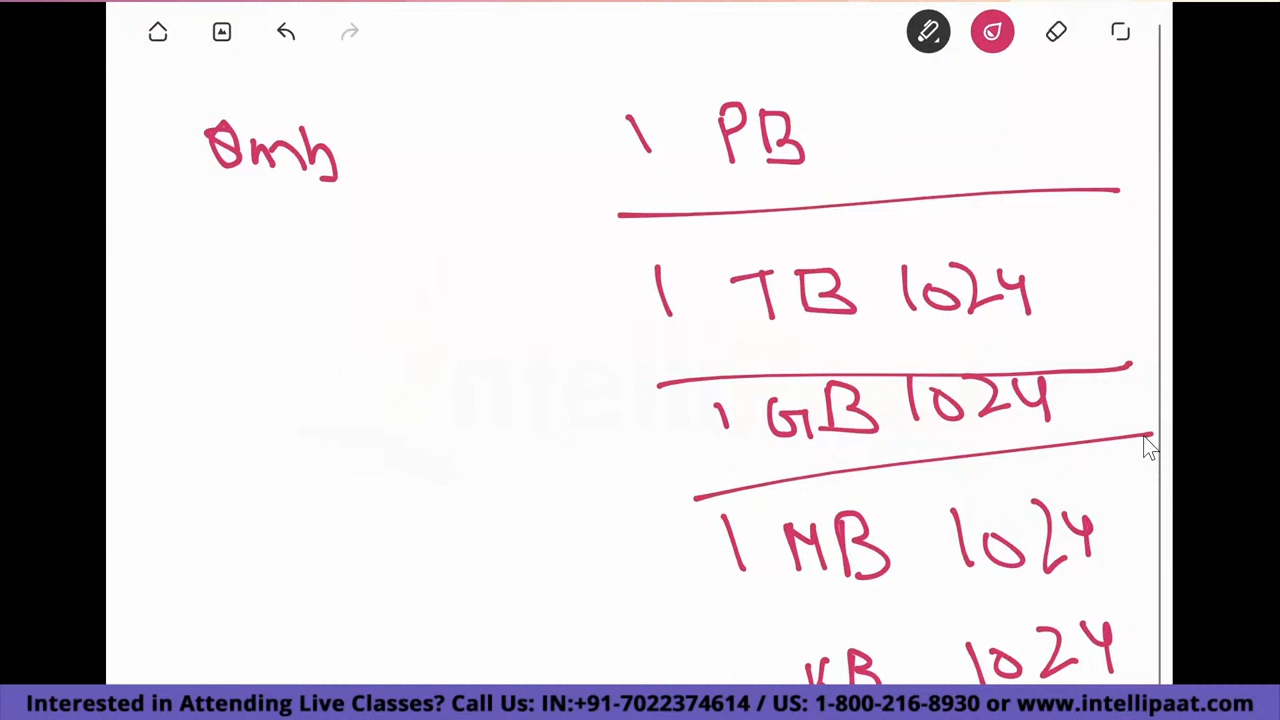 1 PB
1 TB 1024
1 GB 1024
1 MB 1024
KB 1024
Interested in Attending Live Classes? Call Us: IN:+91-7022374614 / US: 1-800-216-8930 or www.intellipaat.com